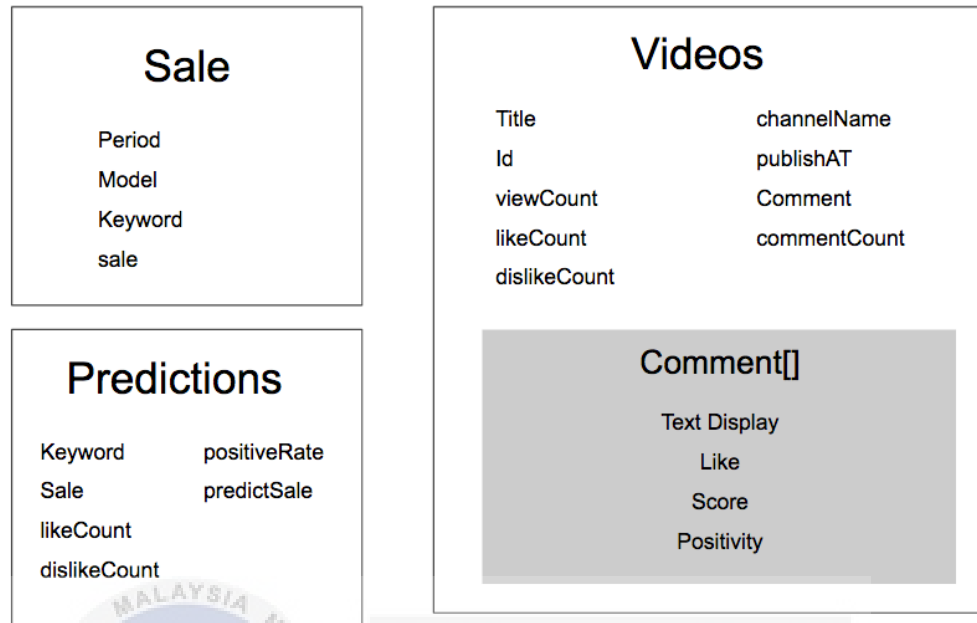 Sale
Period
Model
Keyword
sale
Predictions
Keyword positiveRate
Sale predictSale
likeCount
dislikeCount
MALAYSIA
Videos
Title channelName
Id publishAT
viewCount Comment
likeCount commentCount
dislikeCount
Comment[]
Text Display
Like
Score
Positivity